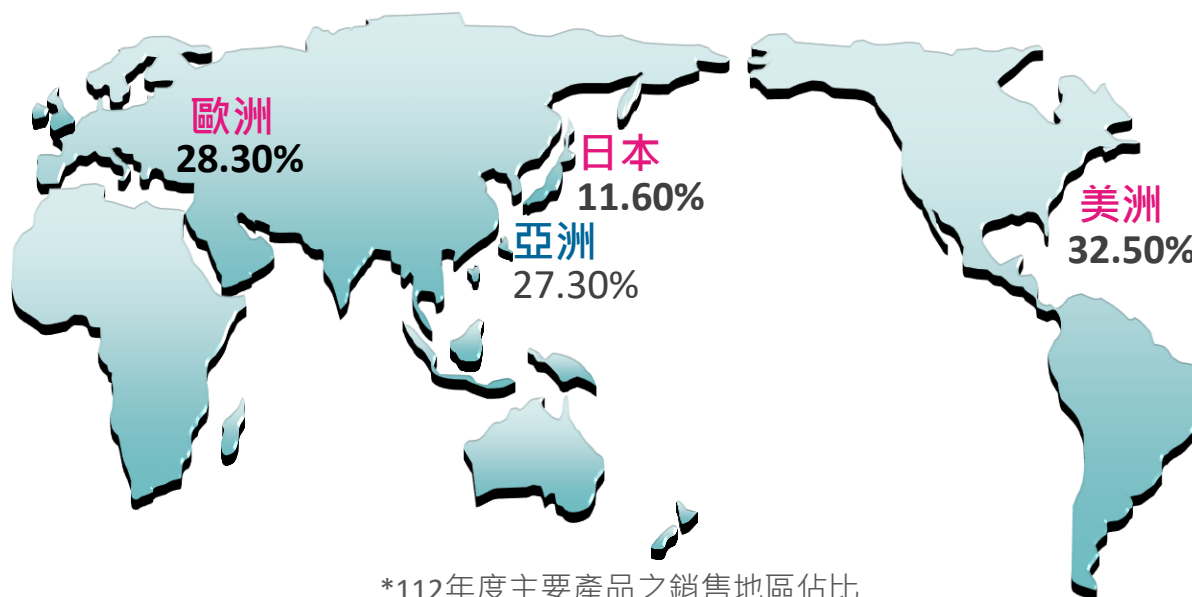 歐洲
28.30%
日本
11.60%
亞洲
27.30%
美洲
32.50%
*112年度主要產品之銷售地區佔比